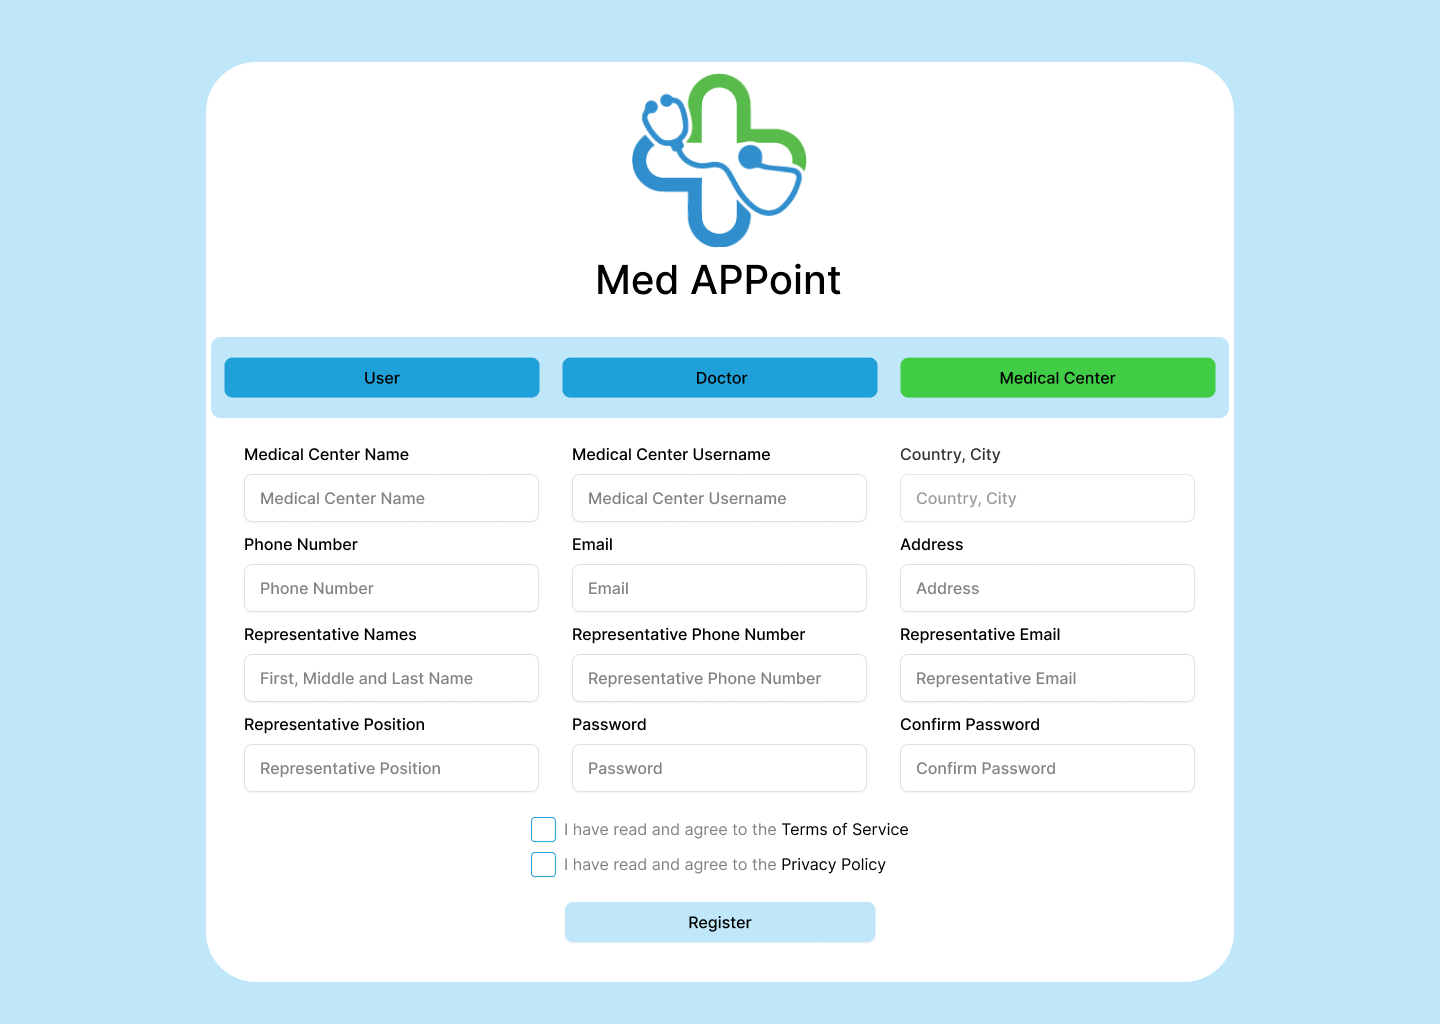 Med APPoint
User Doctor Medical Center
Medical Center Name Medical Center Username Country, City
Medical Center Name Medical Center Username Country, City
Phone Number Email Address
Phone Number Email Address
Representative Names Representative Phone Number Representative Email
First, Middle and Last Name Representative Phone Number Representative Email
Representative Position Password Confirm Password
Representative Position Password Confirm Password
I have read and agree to the Terms of Service
I have read and agree to the Privacy Policy
Register